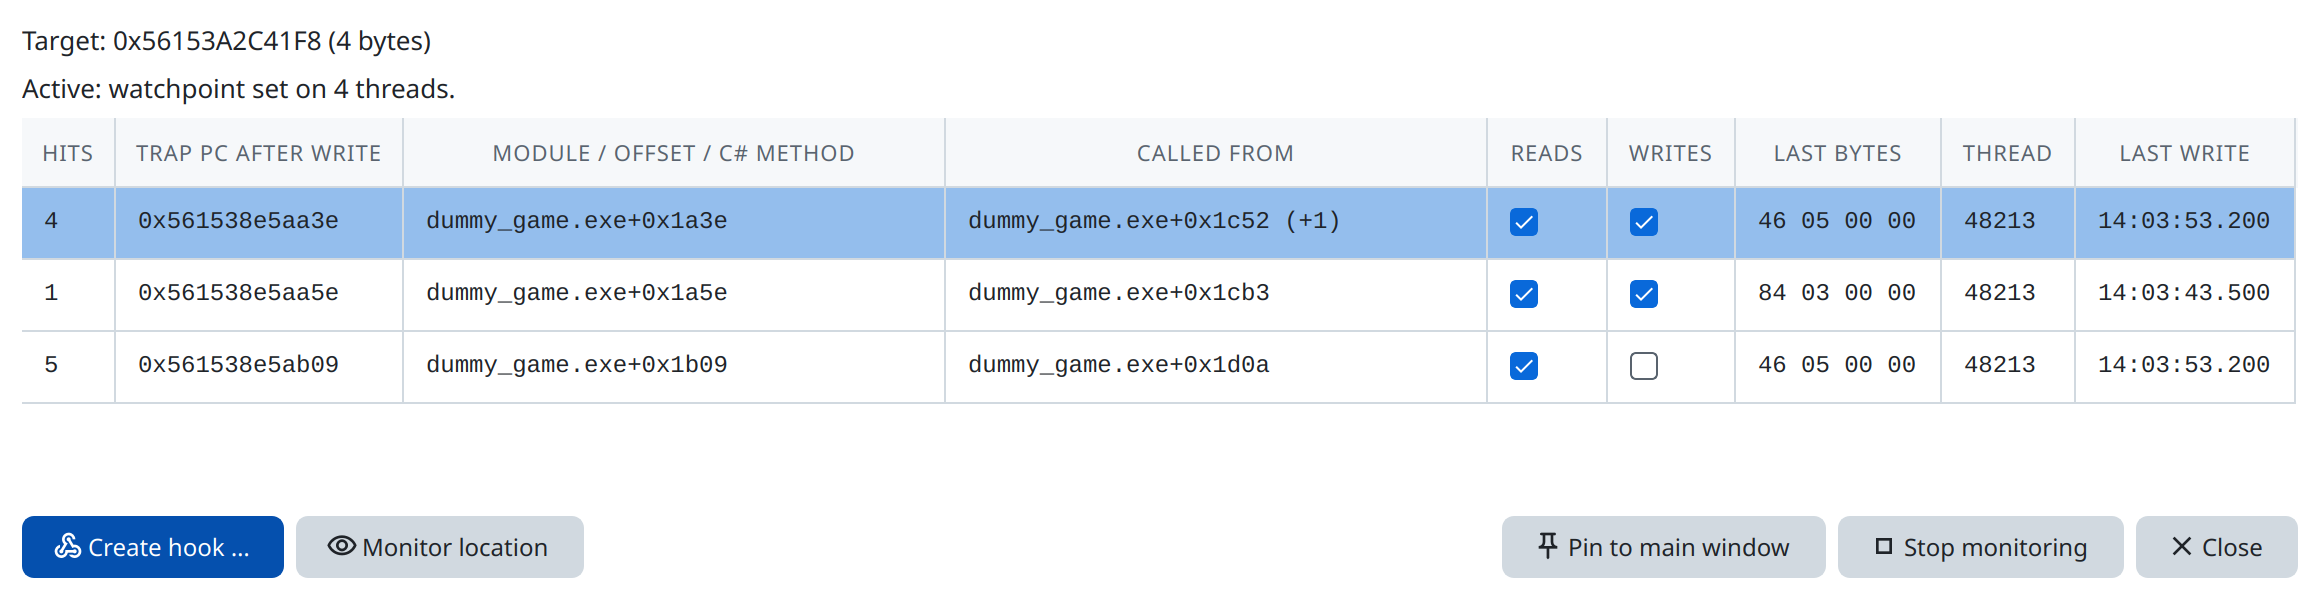 Target: 0x56153A2C41F8 (4 bytes)
Active: watchpoint set on 4 threads.
HITS TRAP PC AFTER WRITE MODULE / OFFSET / C# METHOD CALLED FROM READS WRITES LAST BYTES THREAD LAST WRITE
4 0x561538e5aa3e dummy_game.exe+0x1a3e dummy_game.exe+0x1c52 (+1) 46 05 00 00 48213 14:03:53.200
1 0x561538e5aa5e dummy_game.exe+0x1a5e dummy_game.exe+0x1cb3 84 03 00 00 48213 14:03:43.500
5 0x561538e5ab09 dummy_game.exe+0x1b09 dummy_game.exe+0x1d0a 46 05 00 00 48213 14:03:53.200
Create hook ... Monitor location Pin to main window Stop monitoring Close